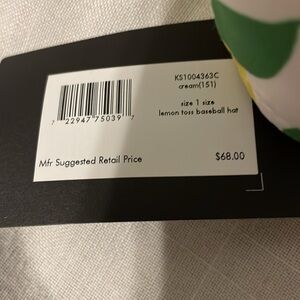 KS1004363C
cream(151)
size 1 size
lemon toss baseball hat
7 22947 75039 7
Mfr Suggested Retail Price $68.00